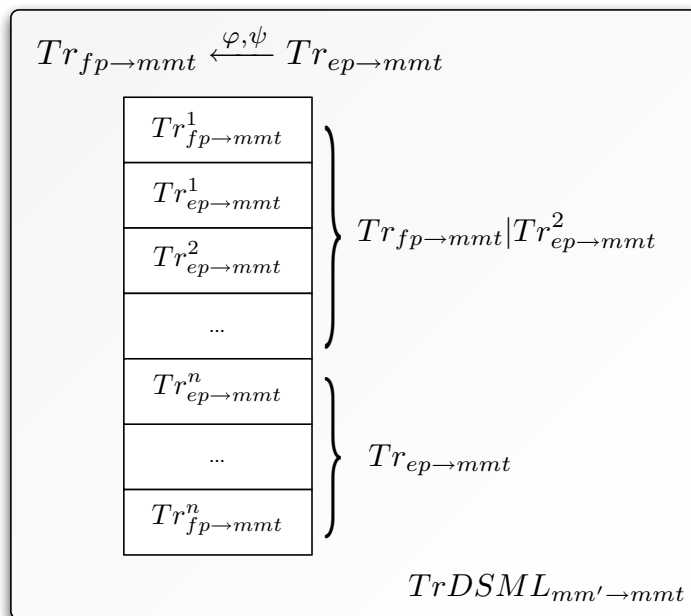 Tr_{fp→mmt} \xleftarrow{φ,ψ} Tr_{ep→mmt}
Tr^1_{fp→mmt}
Tr^1_{ep→mmt}
Tr^2_{ep→mmt}
...
Tr_{fp→mmt}|Tr^2_{ep→mmt}
Tr^n_{ep→mmt}
...
Tr^n_{fp→mmt}
Tr_{ep→mmt}
TrDSML_{mm'→mmt}